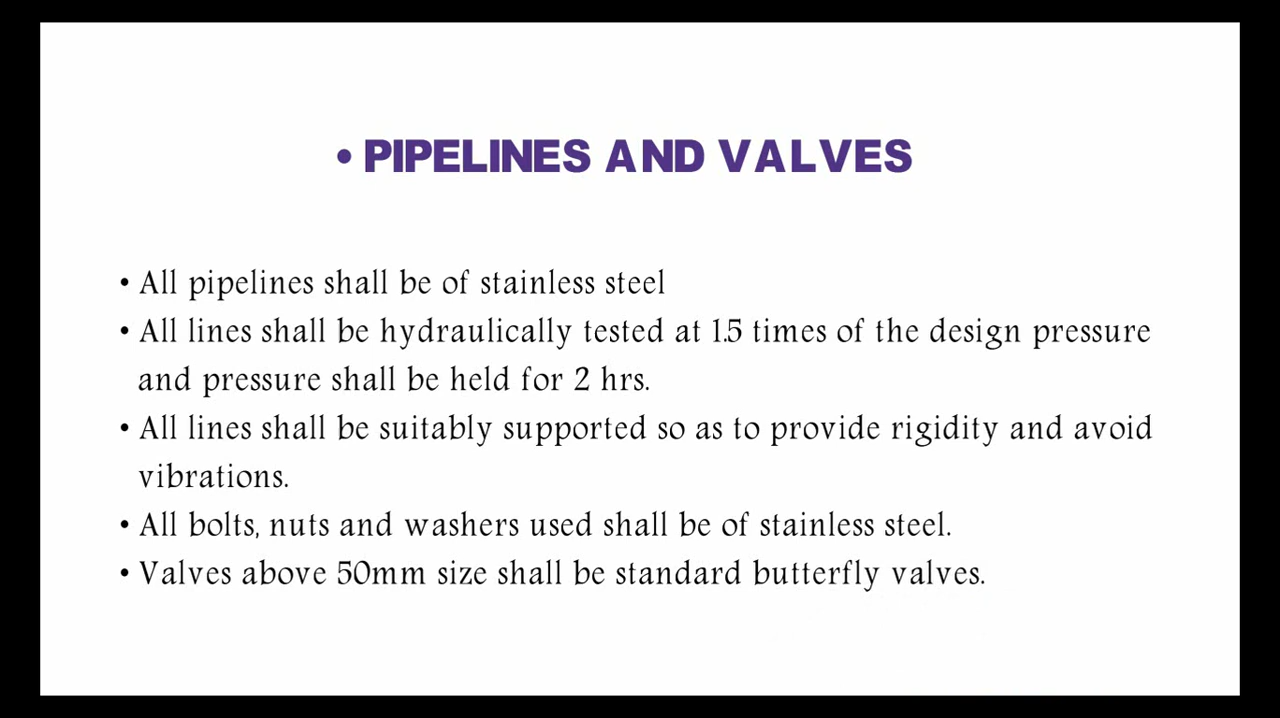 • PIPELINES AND VALVES
• All pipelines shall be of stainless steel
• All lines shall be hydraulically tested at 1.5 times of the design pressure
and pressure shall be held for 2 hrs.
• All lines shall be suitably supported so as to provide rigidity and avoid
vibrations.
• All bolts, nuts and washers used shall be of stainless steel.
• Valves above 50mm size shall be standard butterfly valves.